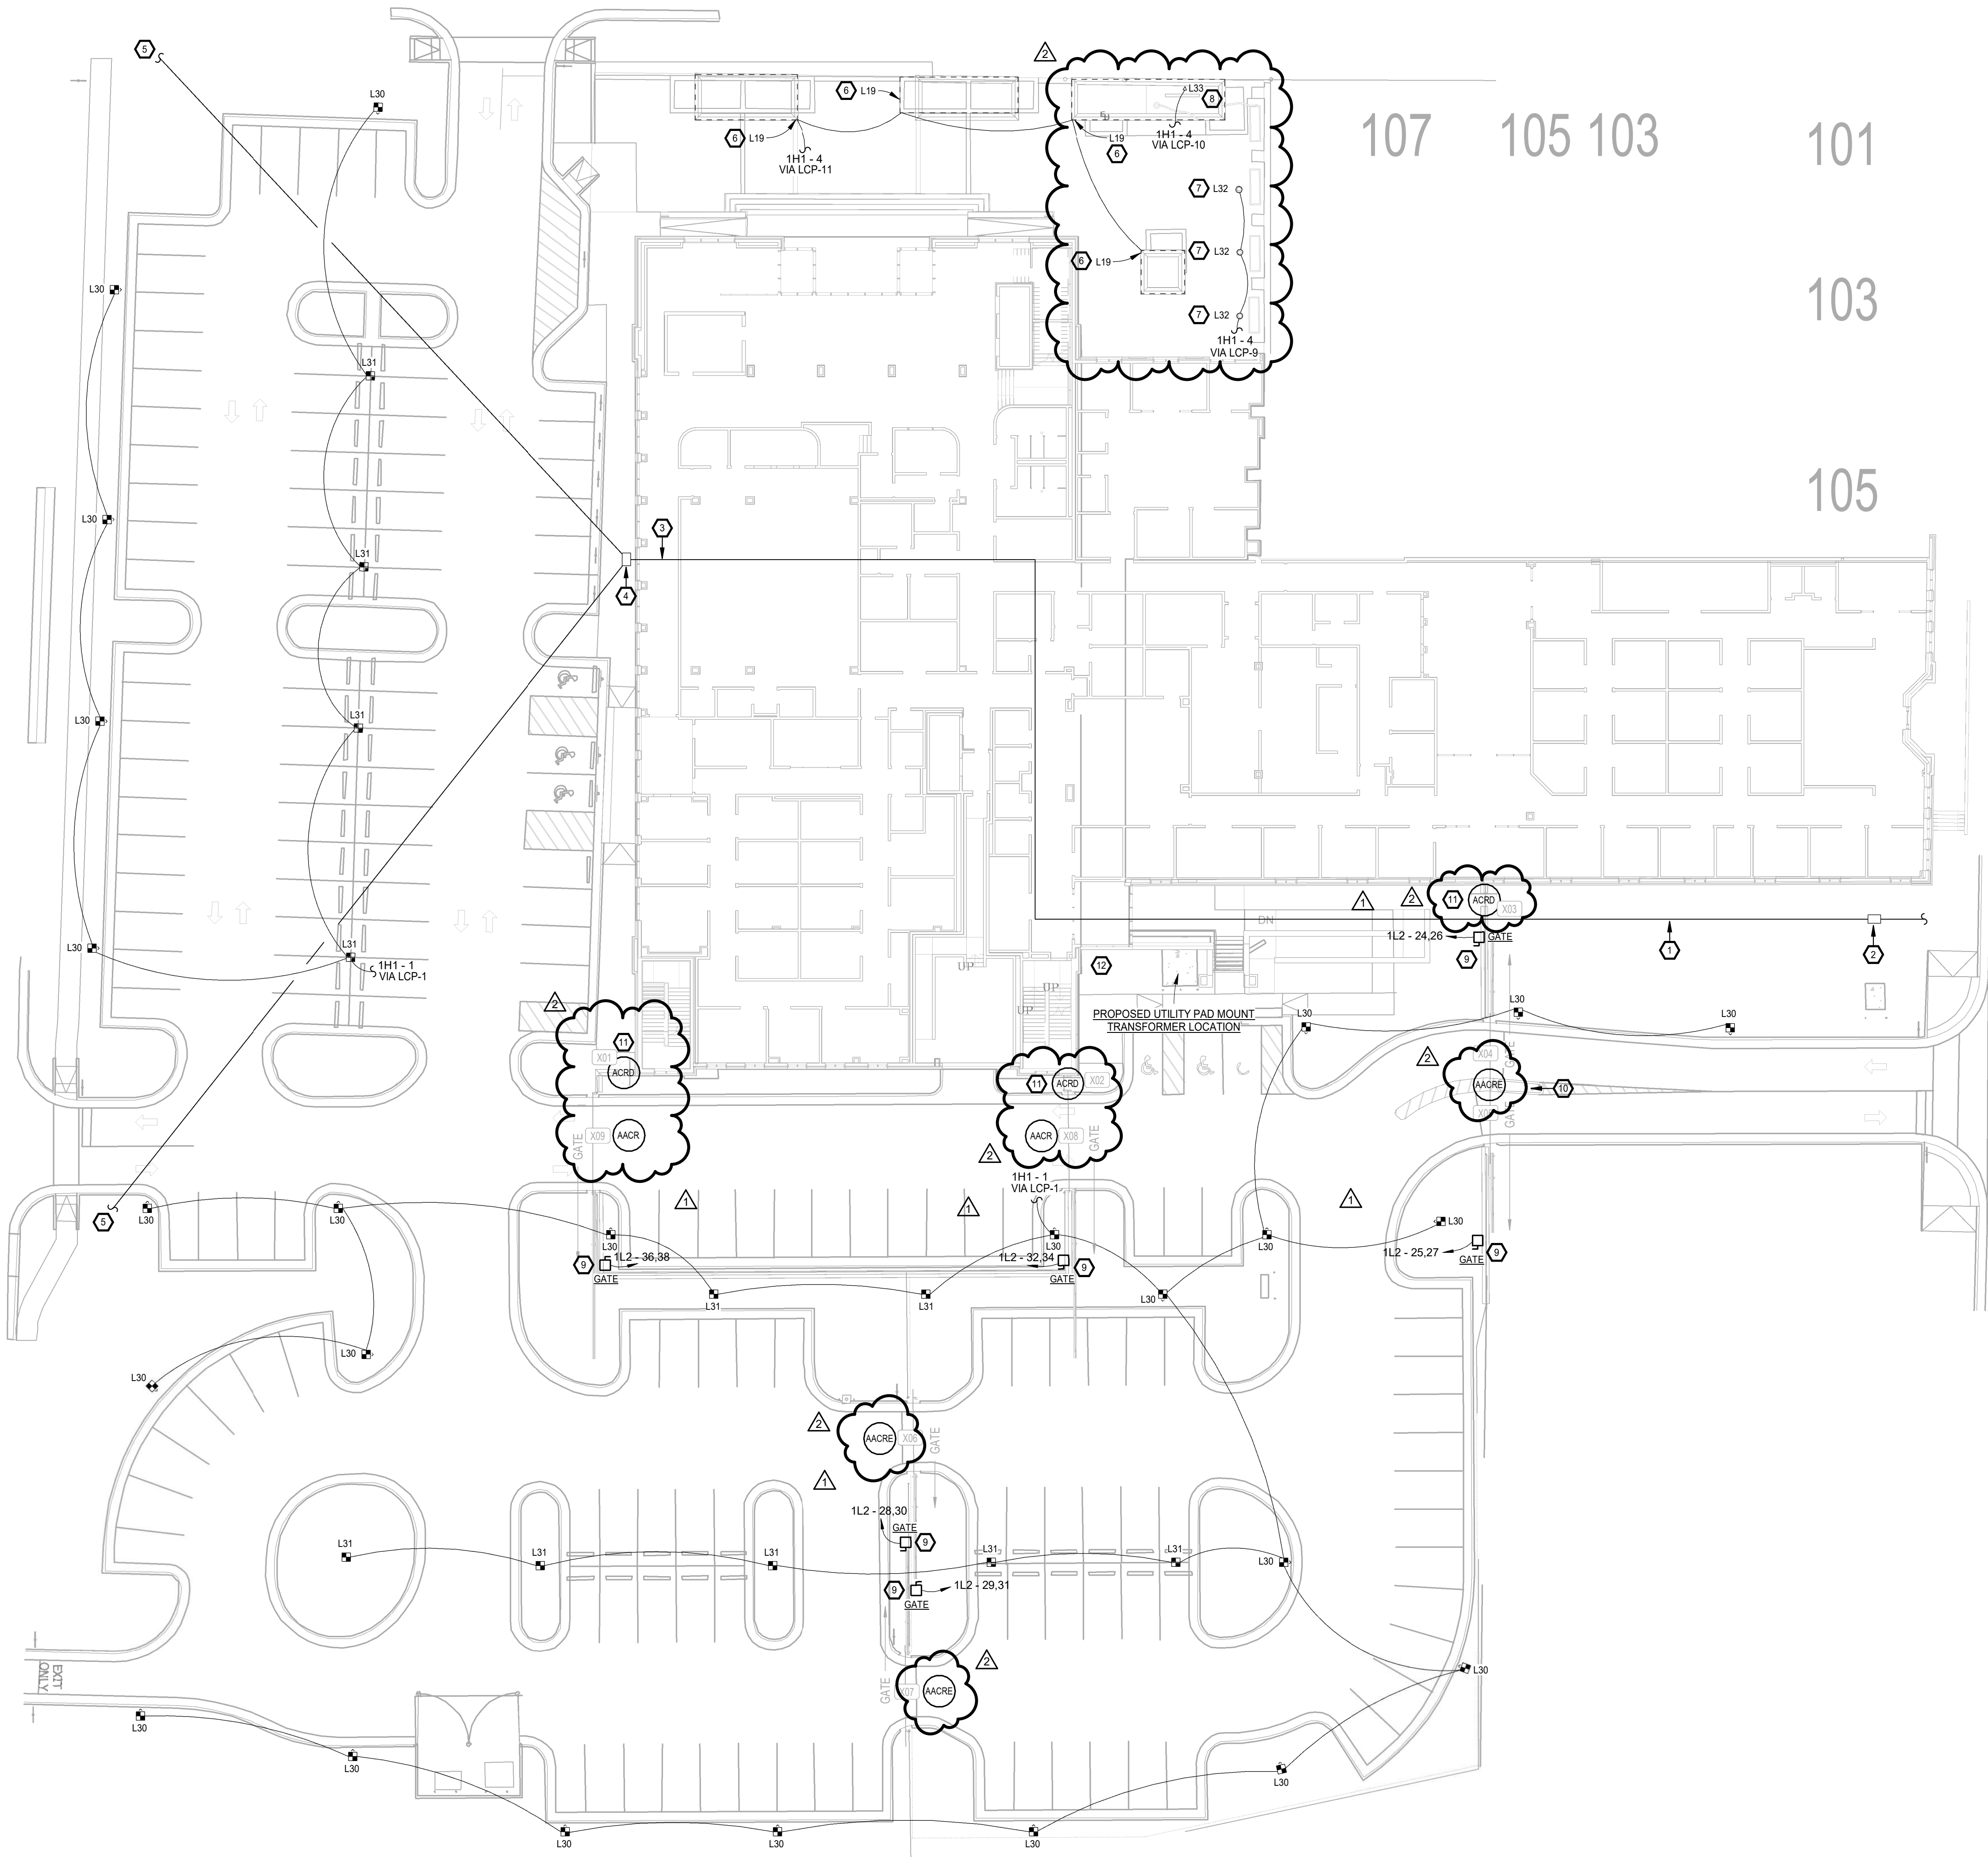 5
2
L30
6
L19
L33
8
107
105
103
101
6
L19
1H1 - 4
VIA LCP-11
L19
6
1H1 - 4
VIA LCP-10
7
L32
7
L32
6
L19
L30
103
7
L32
1H1 - 4
VIA LCP-9
L31
105
L30
3
L31
4
L30
L31
1
2
11
ACRD
X03
DN
1L2 - 24,26
GATE
9
1
2
L30
L31
1H1 - 1
VIA LCP-1
UP
12
UP
UP
PROPOSED UTILITY PAD MOUNT
TRANSFORMER LOCATION
L30
L30
L30
2
11
X01
ACRD
11
ACRD
X02
2
X04
GATE
AACRE
10
GATE
X09
AACR
GATE
AACR
X08
GATE
2
1H1 - 1
VIA LCP-1
1
1
1
5
L30
L30
L30
L30
L30
L30
9
1L2 - 36,38
GATE
1L2 - 32,34
GATE
9
1L2 - 25,27
GATE
9
L31
L31
L30
L30
L30
2
AACRE
X06
GATE
1
1L2 - 28,30
GATE
9
L31
L31
L31
L31
L30
9
1L2 - 29,31
GATE
EXIT
ONLY
2
GATE
X07
AACRE
L30
L30
L30
L30
L30
L30
L30